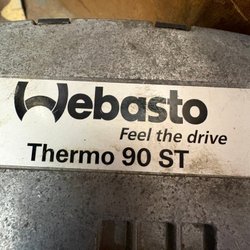 Webasto
Feel the drive
Thermo 90 ST